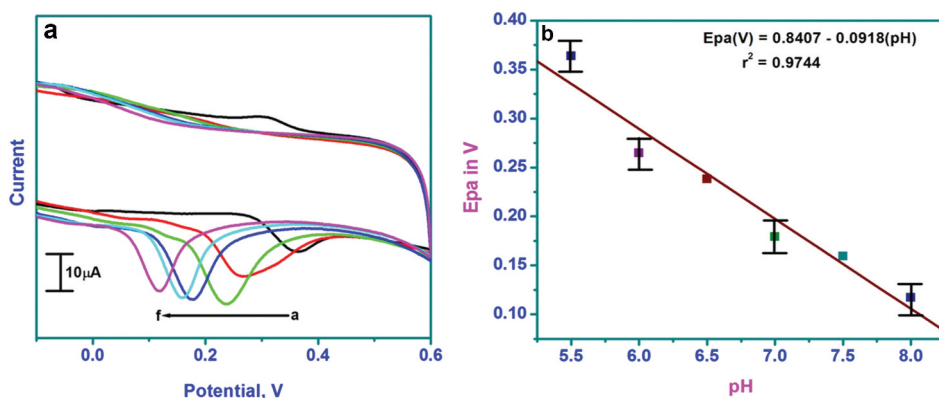 a
Current
10µA
f
a
0.0
0.2
0.4
0.6
Potential, V
b
Epa(V) = 0.8407 - 0.0918(pH)
r² = 0.9744
Epa in V
0.40
0.35
0.30
0.25
0.20
0.15
0.10
5.5
6.0
6.5
7.0
7.5
8.0
pH